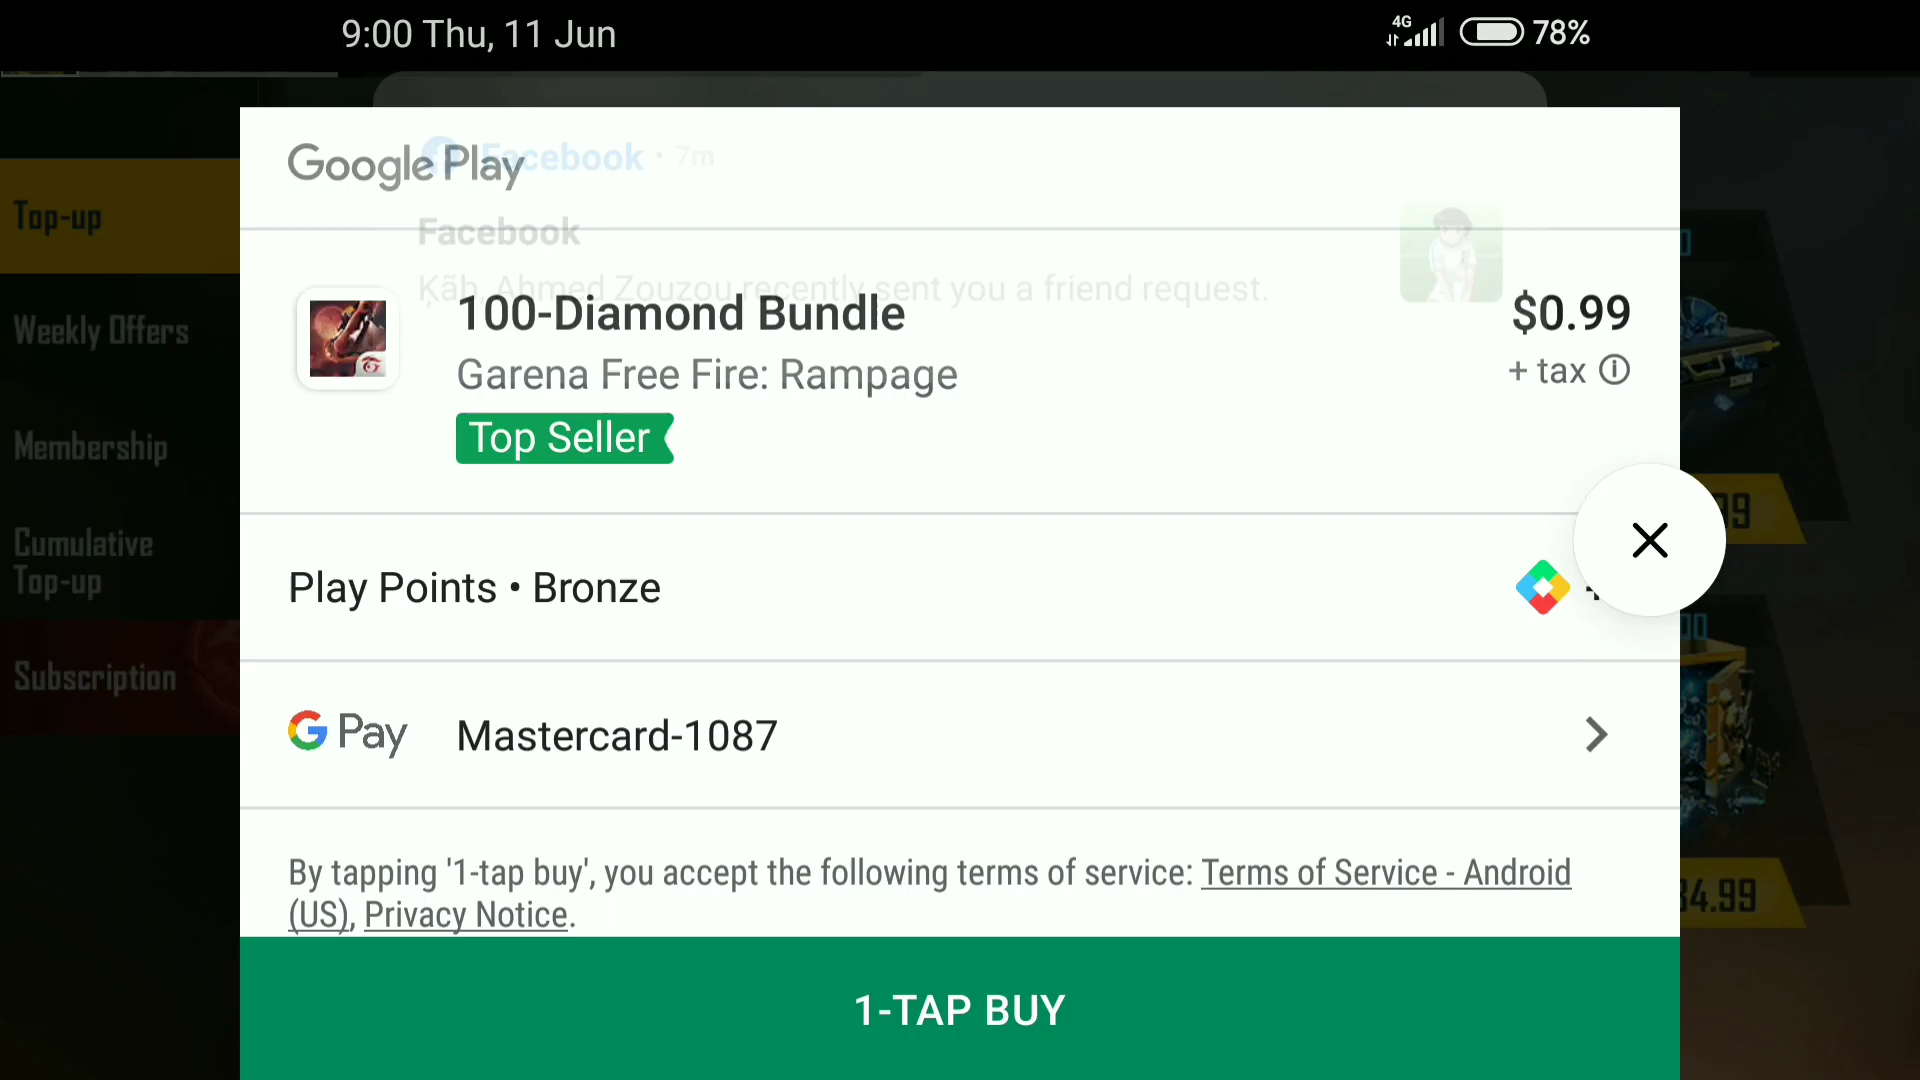 9:00 Thu, 11 Jun
4G
78%
Google Play
Facebook · 7m
Facebook
Ķãh Ahmed Zouzou recently sent you a friend request.
100-Diamond Bundle
$0.99
Garena Free Fire: Rampage
+ tax
Top Seller
Play Points • Bronze
G Pay
Mastercard-1087
By tapping '1-tap buy', you accept the following terms of service: Terms of Service - Android
(US), Privacy Notice.
1-TAP BUY
Top-up
Weekly Offers
Membership
Cumulative
Top-up
Subscription